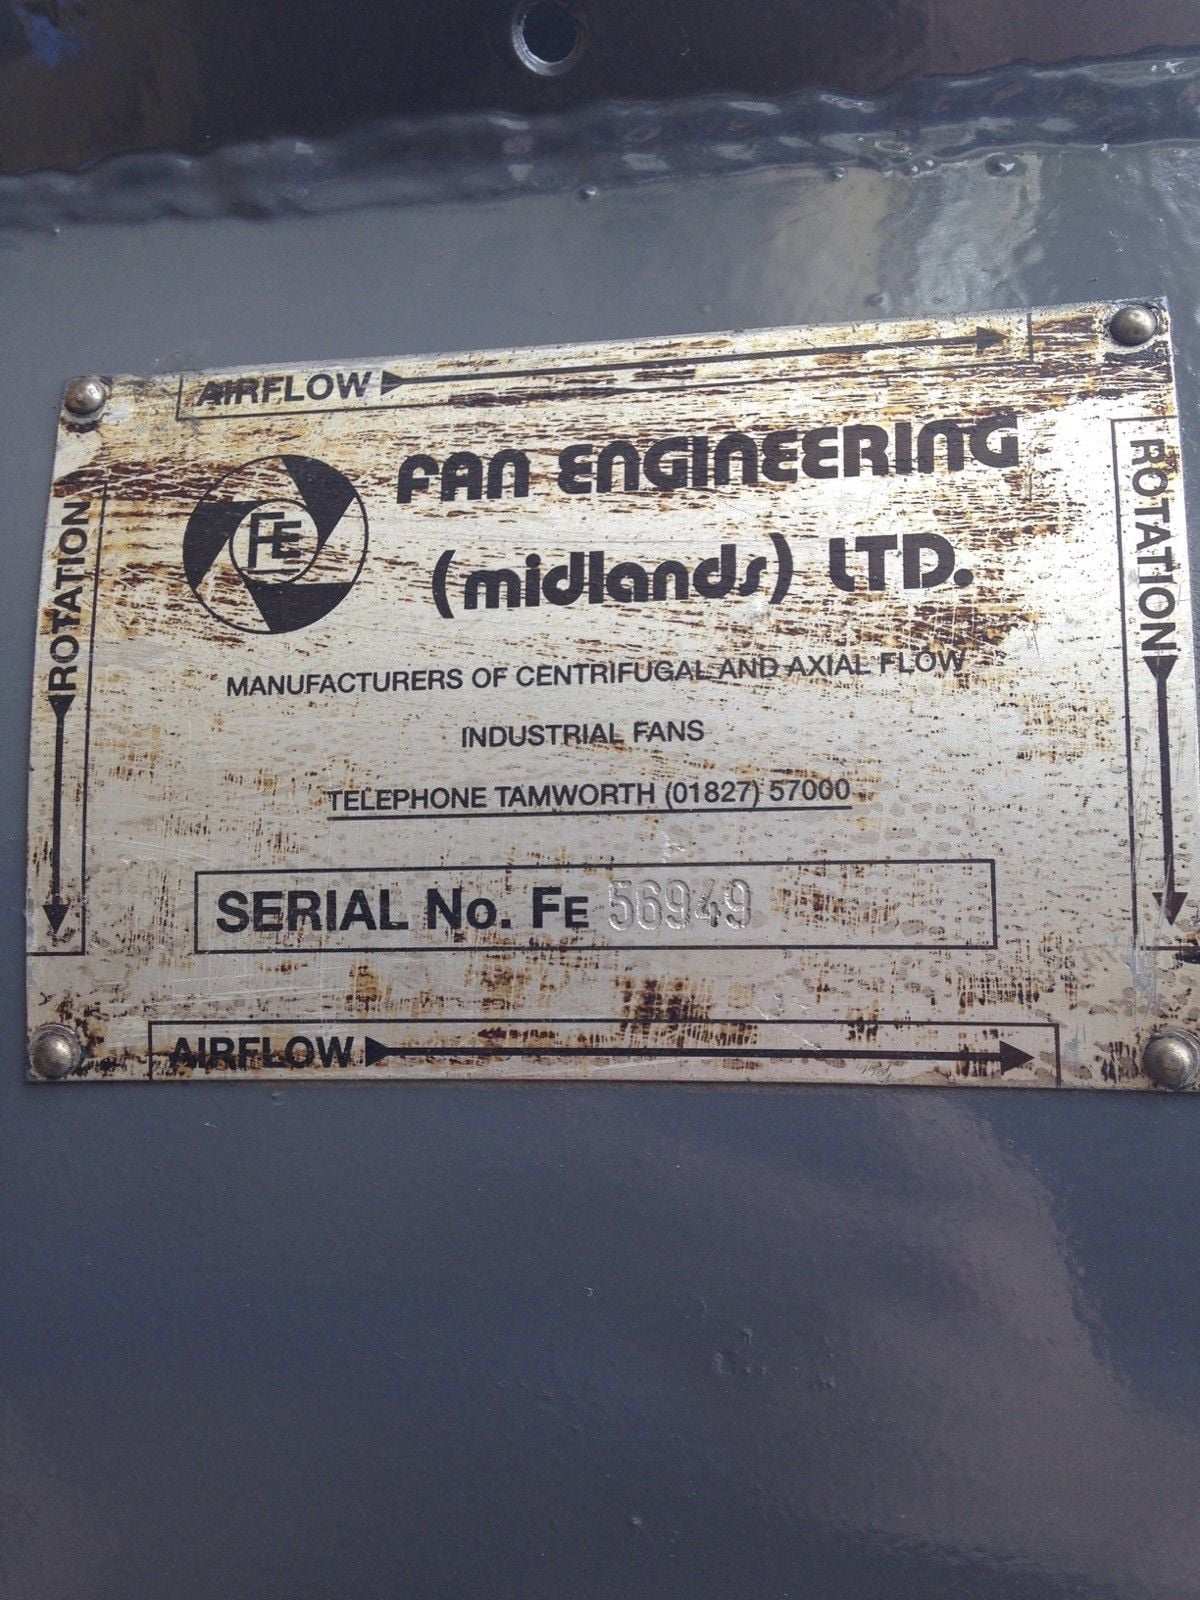 AIRFLOW
FE
FAN ENGINEERING
(midlands) LTD.
ROTATION
ROTATION
MANUFACTURERS OF CENTRIFUGAL AND AXIAL FLOW
INDUSTRIAL FANS
TELEPHONE TAMWORTH (01827) 57000
SERIAL No. FE 56949
AIRFLOW